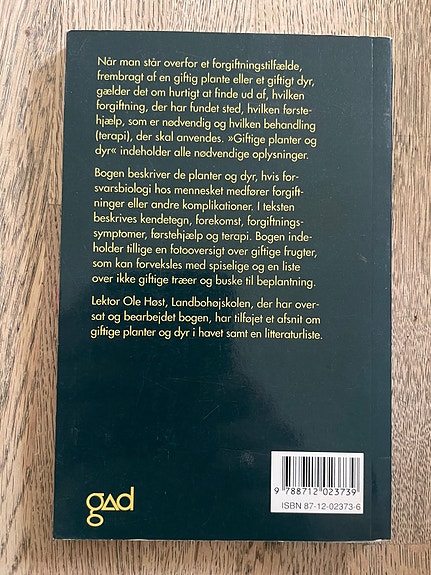 Når man står overfor et forgiftningstilfælde,
frembragt af en giftig plante eller et giftigt dyr,
gælder det om hurtigt at finde ud af, hvilken
forgiftning, der har fundet sted, hvilken første-
hjælp, som er nødvendig og hvilken behandling
(terapi), der skal anvendes. »Giftige planter og
dyr« indeholder alle nødvendige oplysninger.
Bogen beskriver de planter og dyr, hvis for-
svarsbiologi hos mennesket medfører forgift-
ninger eller andre komplikationer. I teksten
beskrives kendetegn, forekomst, forgiftnings-
symptomer, førstehjælp og terapi. Bogen inde-
holder tillige en fotooversigt over giftige frugter,
som kan forveksles med spiselige og en liste
over ikke giftige træer og buske til beplantning.
Lektor Ole Høst, Landbohøjskolen, der har over-
sat og bearbejdet bogen, har tilføjet et afsnit om
giftige planter og dyr i havet samt en litteraturliste.
gad
9 788712 023739
ISBN 87-12-02373-6